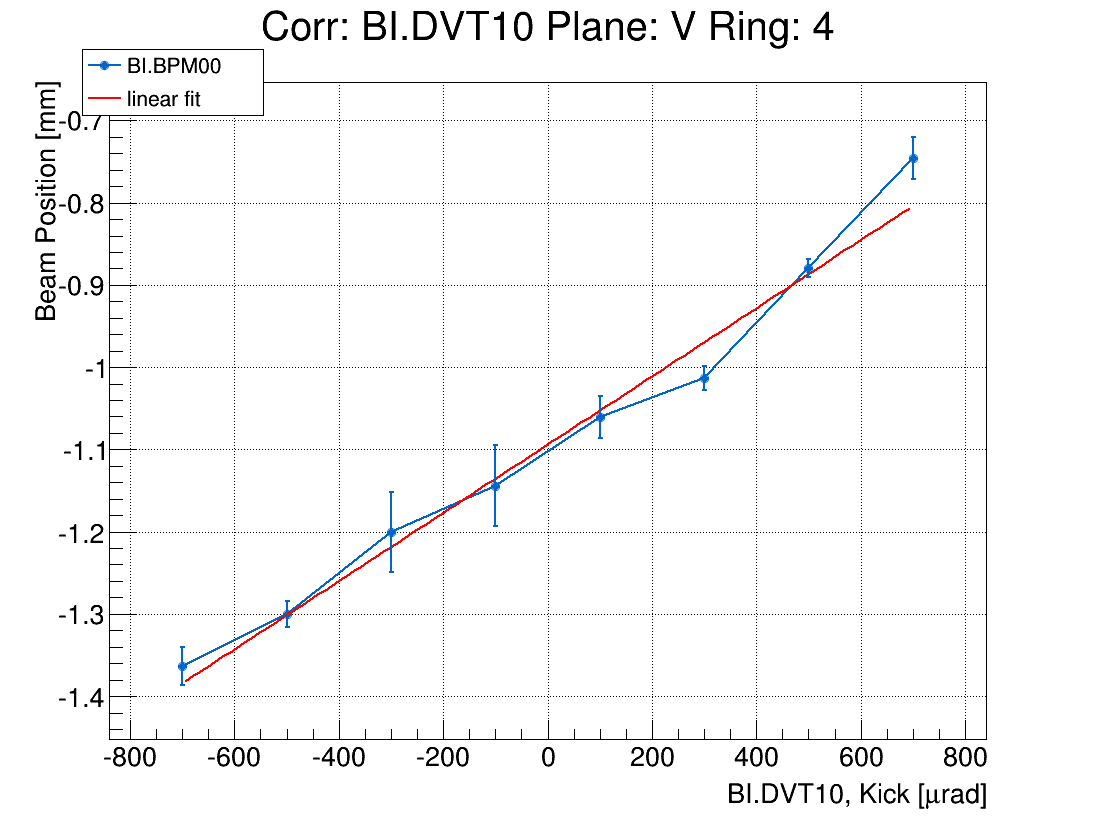 Corr: BI.DVT10 Plane: V Ring: 4
BI.BPM00
linear fit
Beam Position [mm]
-0.7
-0.8
-0.9
-1
-1.1
-1.2
-1.3
-1.4
-800 -600 -400 -200 0 200 400 600 800
BI.DVT10, Kick [μrad]